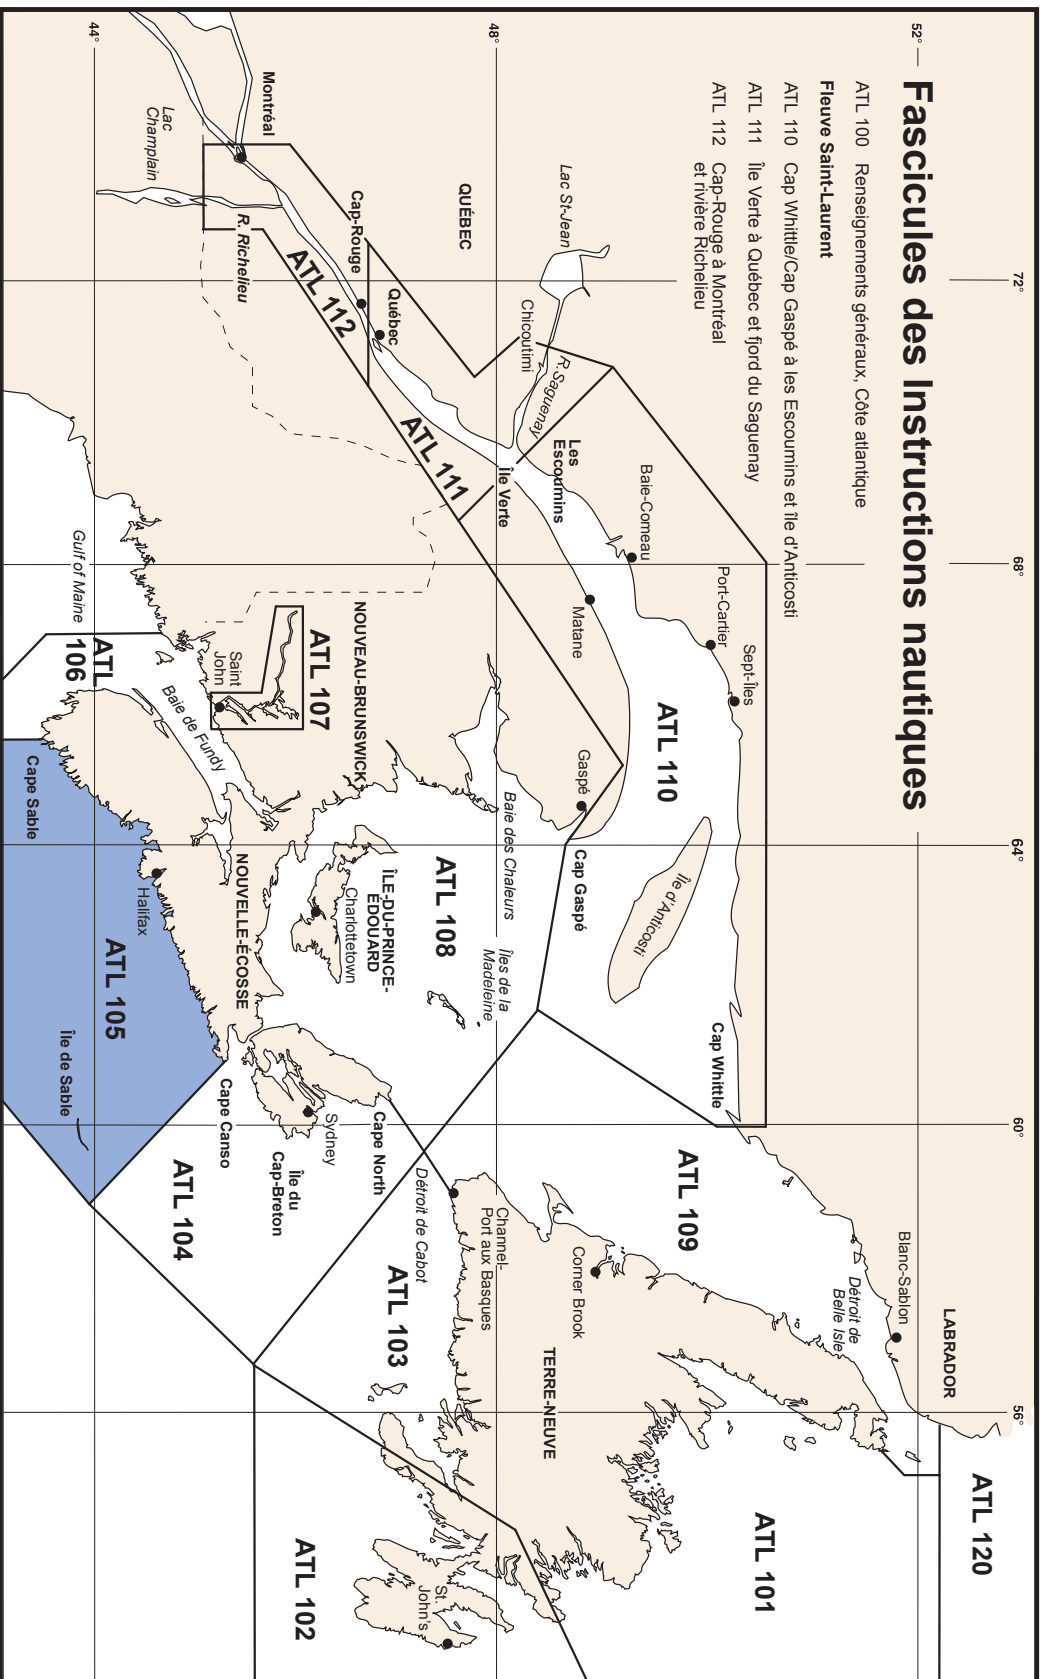 Fascicules des Instructions nautiques
ATL 100 Renseignements généraux, Côte atlantique
Fleuve Saint-Laurent
ATL 110 Cap Whittle/Cap Gaspé à les Escoumins et île d'Anticosti
ATL 111 Île Verte à Québec et fjord du Saguenay
ATL 112 Cap-Rouge à Montréal
et rivière Richelieu
72°
68°
64°
60°
56°
52°
48°
44°
LABRADOR
ATL 120
Blanc-Sablon
Détroit de
Belle Isle
ATL 101
Sept-Îles
Port-Cartier
Cap Whittle
ATL 109
ATL 110
Île d'Anticosti
Baie-Comeau
Lac St-Jean
Les
Escoumins
R.Saguenay
Chicoutimi
Matane
Gaspé
Cap Gaspé
Corner Brook
TERRE-NEUVE
QUÉBEC
Île Verte
Baie des Chaleurs
Îles de la
Madeleine
Channel-
Port aux Basques
ATL 111
ATL 108
Détroit de Cabot
ATL 103
St.
John's
Québec
Cap-Rouge
NOUVEAU-BRUNSWICK
ÎLE-DU-PRINCE-
ÉDOUARD
Charlottetown
Cape North
Sydney
Île du
Cap-Breton
ATL 102
ATL 112
ATL 107
Montréal
R. Richelieu
Saint
John
NOUVELLE-ÉCOSSE
Cape Canso
ATL 104
Lac
Champlain
Baie de Fundy
Halifax
ATL 105
Gulf of Maine
ATL
106
Île de Sable
Cape Sable